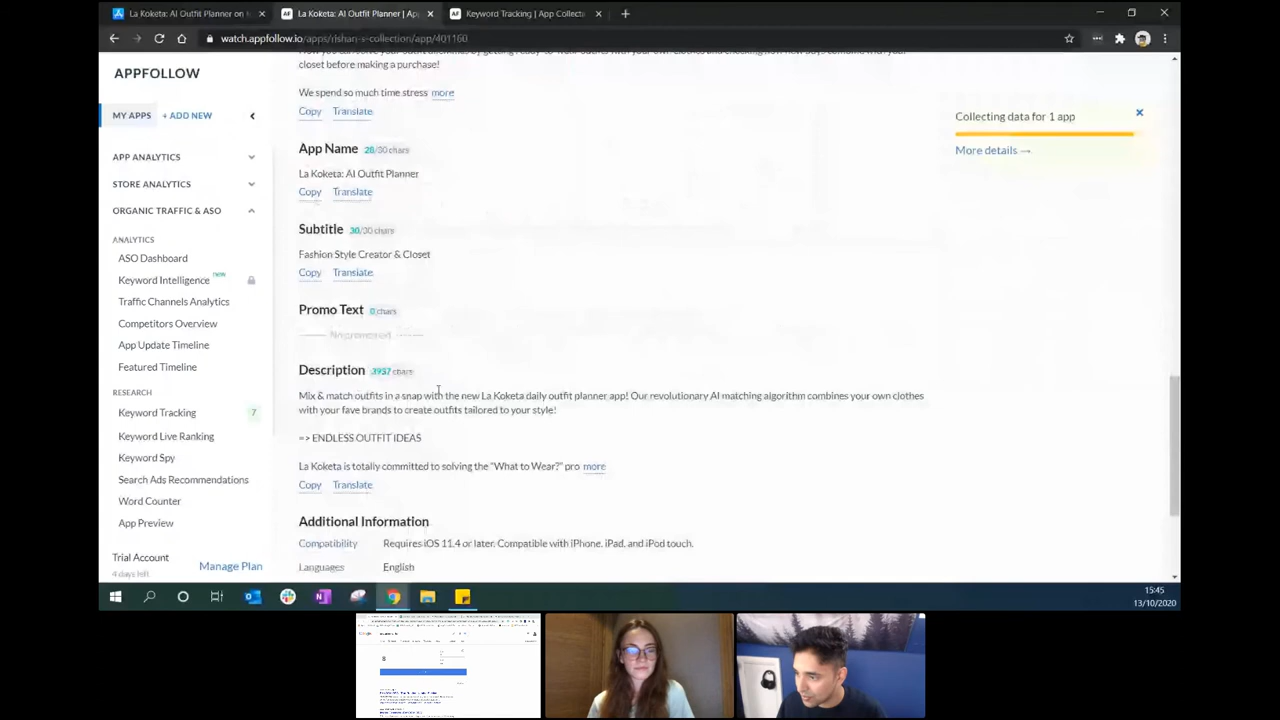 La Koketa: AI Outfit Planner on
La Koketa: AI Outfit Planner | Ap
Keyword Tracking | App Collecta
watch.appfollow.io/apps/rishan-s-collection/app/401160
APPFOLLOW
MY APPS
+ ADD NEW
APP ANALYTICS
STORE ANALYTICS
ORGANIC TRAFFIC & ASO
ANALYTICS
ASO Dashboard
Keyword Intelligence new
Traffic Channels Analytics
Competitors Overview
App Update Timeline
Featured Timeline
RESEARCH
Keyword Tracking 7
Keyword Live Ranking
Keyword Spy
Search Ads Recommendations
Word Counter
App Preview
Trial Account
4 days left
Manage Plan
closet before making a purchase!
We spend so much time stress more
Copy Translate
App Name 28/30 chars
La Koketa: AI Outfit Planner
Copy Translate
Subtitle 30/30 chars
Fashion Style Creator & Closet
Copy Translate
Promo Text 0 chars
Description 3957 chars
Mix & match outfits in a snap with the new La Koketa daily outfit planner app! Our revolutionary AI matching algorithm combines your own clothes
with your fave brands to create outfits tailored to your style!
=> ENDLESS OUTFIT IDEAS
La Koketa is totally committed to solving the "What to Wear?" pro more
Copy Translate
Additional Information
Compatibility Requires iOS 11.4 or later. Compatible with iPhone, iPad, and iPod touch.
Languages English
Collecting data for 1 app
More details →
15:45
13/10/2020